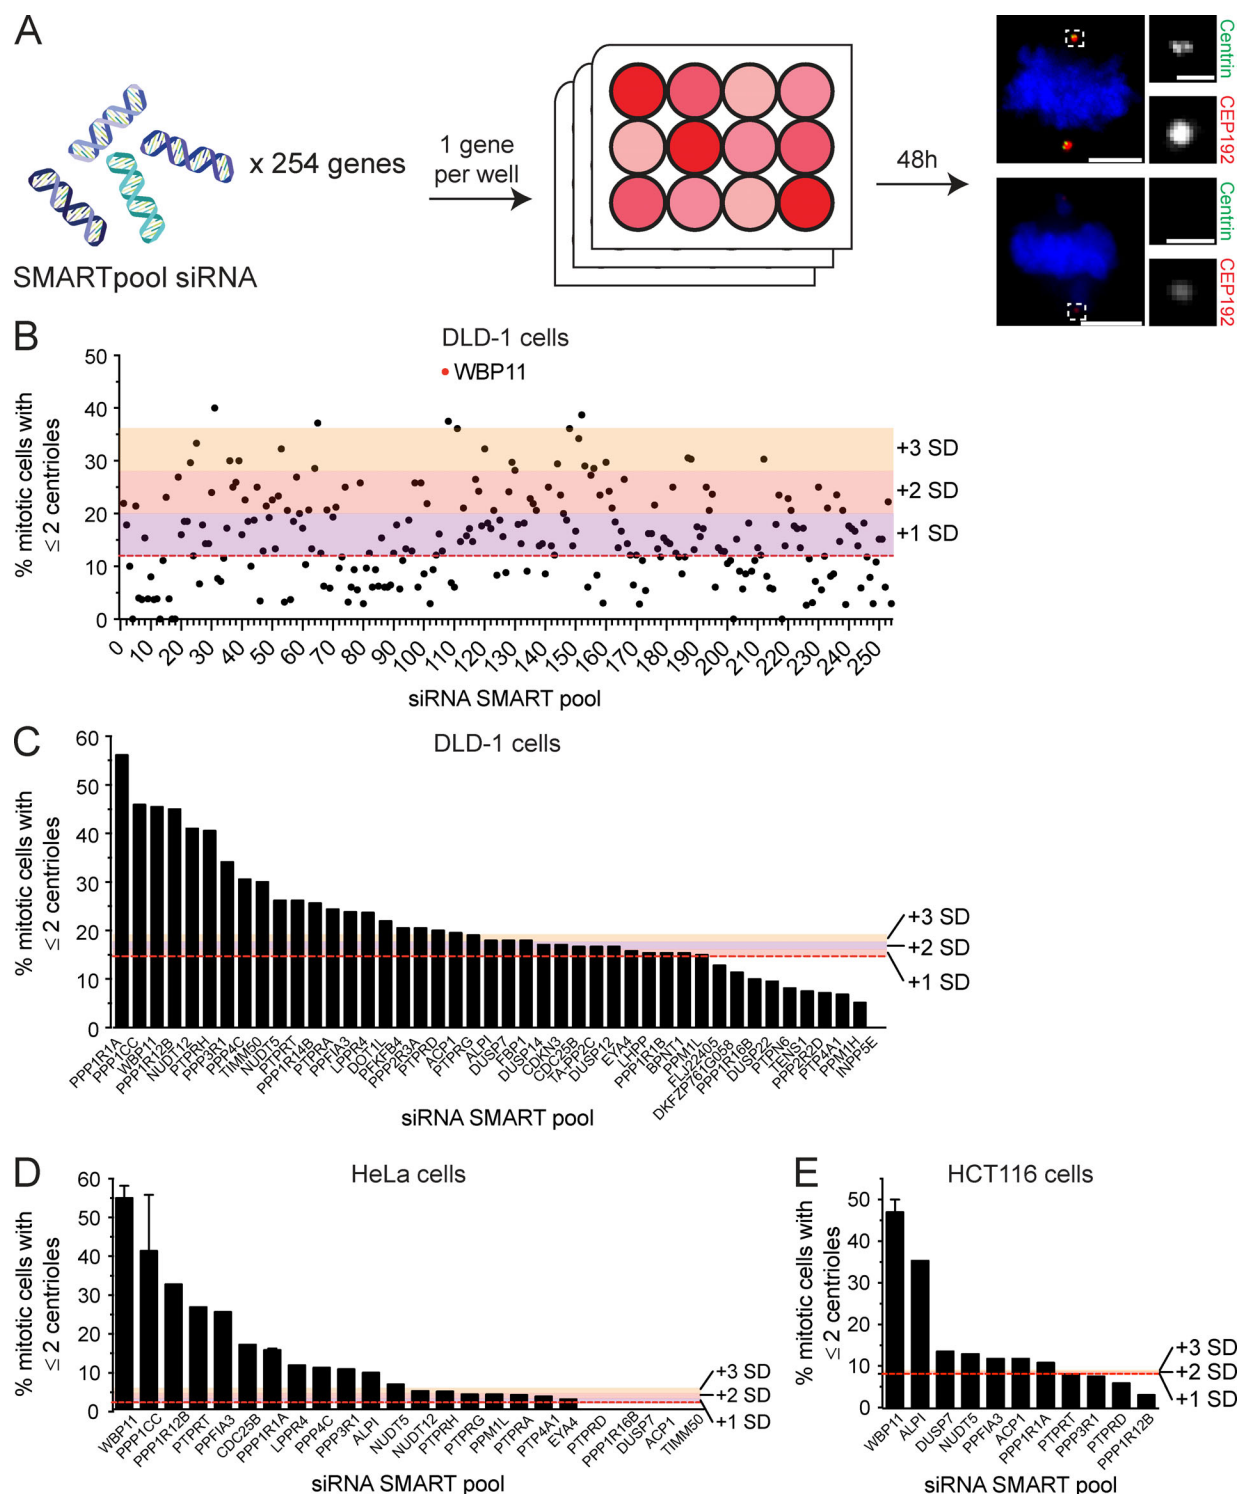 A
x 254 genes
SMARTpool siRNA
1 gene
per well
48h
Centrin
CEP192
Centrin
CEP192
B
DLD-1 cells
WBP11
% mitotic cells with
≤ 2 centrioles
50
40
30
20
10
0
+3 SD
+2 SD
+1 SD
0 10 20 30 40 50 60 70 80 90 100 110 120 130 140 150 160 170 180 190 200 210 220 230 240 250
siRNA SMART pool
C
DLD-1 cells
% mitotic cells with
≤ 2 centrioles
60
50
40
30
20
10
0
+3 SD
+2 SD
+1 SD
PPP1R1A PPP1CC WBP11 PPP1R12B NUDT12 PTPRH PPP3R1 PPP4C TIMM50 NUDT5 PTPRT PPP1R14B PTPRA PPFIA3 LPPR4 DOT1L PFKFB4 PPP2R3A PTPRD ACP1 PTPRG ALPI DUSP7 FBP1 DUSP14 CDKN3 CDC25B TA-PP2C DUSP12 EYA4 LHPP PPP1R1B BPNT1 PPM1L FLJ2405 DKFZP761G058 PPP1R16B DUSP22 PTPN6 TENS1 PPP2R2D PTP4A1 PPM1H INPP5E
siRNA SMART pool
D
HeLa cells
% mitotic cells with
≤ 2 centrioles
60
50
40
30
20
10
0
+3 SD
+2 SD
+1 SD
WBP11 PPP1CC PPP1R12B PTPRT PPFIA3 CDC25B PPP1R1A LPPR4 PPP4C PPP3R1 ALPI NUDT5 NUDT12 PTPRH PTPRG PPM1L PTPRA PTP4A1 EYA4 PTPRD PPP1R16B DUSP7 ACP1 TIMM50
siRNA SMART pool
E
HCT116 cells
% mitotic cells with
≤ 2 centrioles
50
40
30
20
10
0
+3 SD
+2 SD
+1 SD
WBP11 ALPI DUSP7 NUDT5 PPFIA3 ACP1 PPP1R1A PTPRT PPP3R1 PTPRD PPP1R12B
siRNA SMART pool